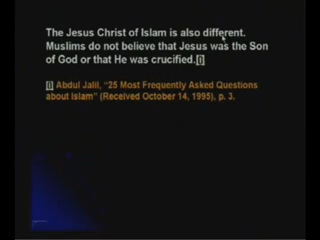 The Jesus Christ of Islam is also different.
Muslims do not believe that Jesus was the Son
of God or that He was crucified.[i]
[i] Abdul Jalil, "25 Most Frequently Asked Questions
about Islam" (Received October 14, 1995), p. 3.